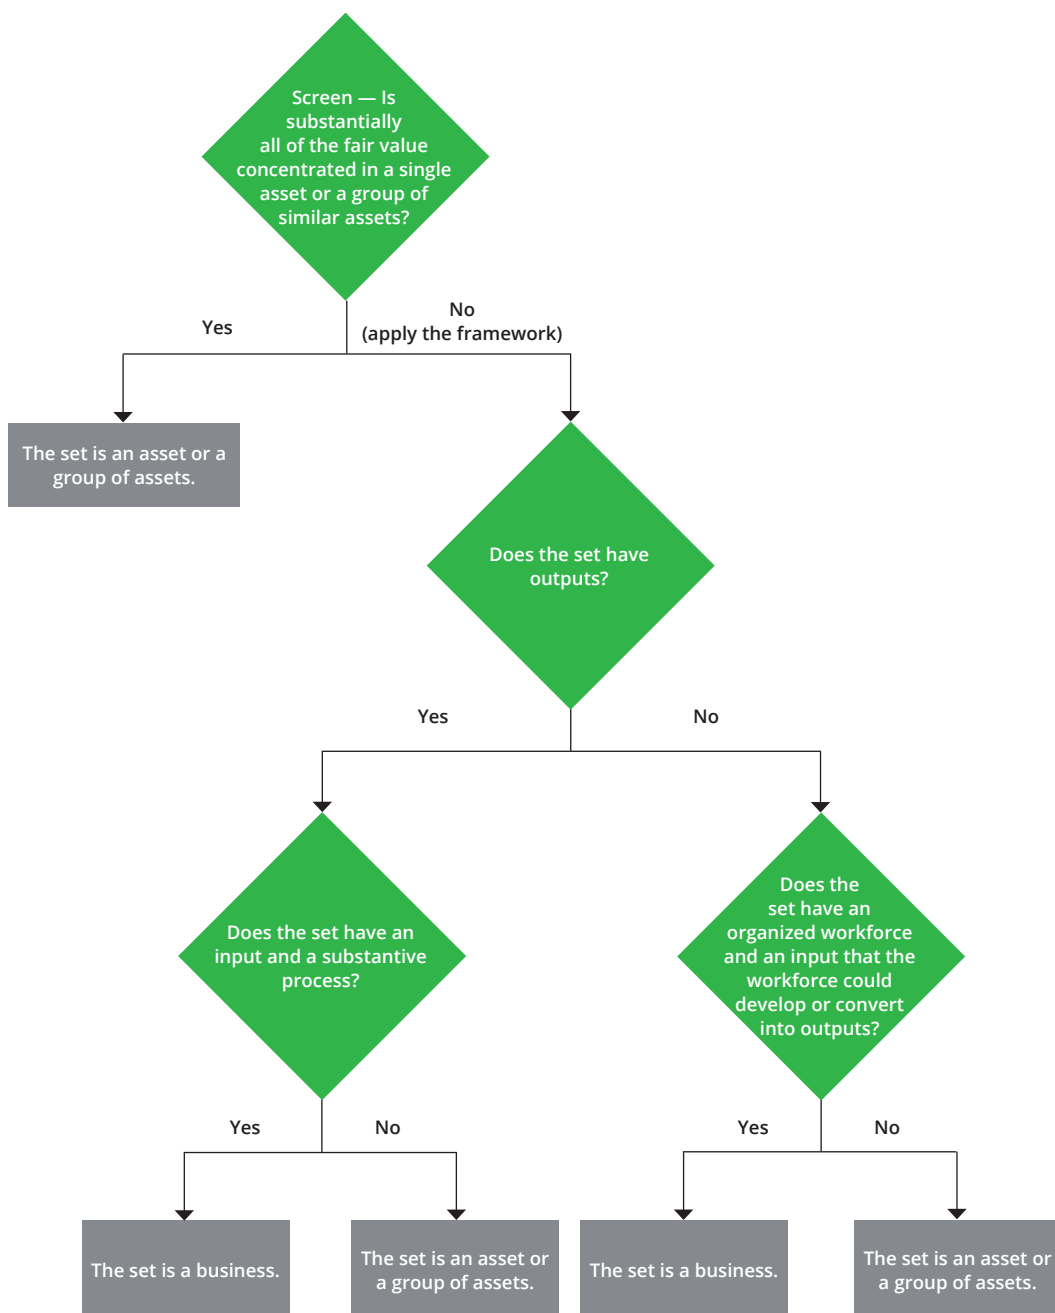 Screen — Is
substantially
all of the fair value
concentrated in a single
asset or a group of
similar assets?
Yes
No
(apply the framework)
The set is an asset or a
group of assets.
Does the set have
outputs?
Yes
No
Does the set have an
input and a substantive
process?
Does the
set have an
organized workforce
and an input that the
workforce could
develop or convert
into outputs?
Yes
No
Yes
No
The set is a business.
The set is an asset or
a group of assets.
The set is a business.
The set is an asset or
a group of assets.